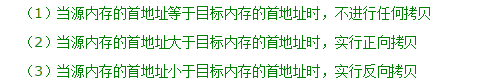 （1）当源内存的首地址等于目标内存的首地址时，不进行任何拷贝
（2）当源内存的首地址大于目标内存的首地址时，实行正向拷贝
（3）当源内存的首地址小于目标内存的首地址时，实行反向拷贝